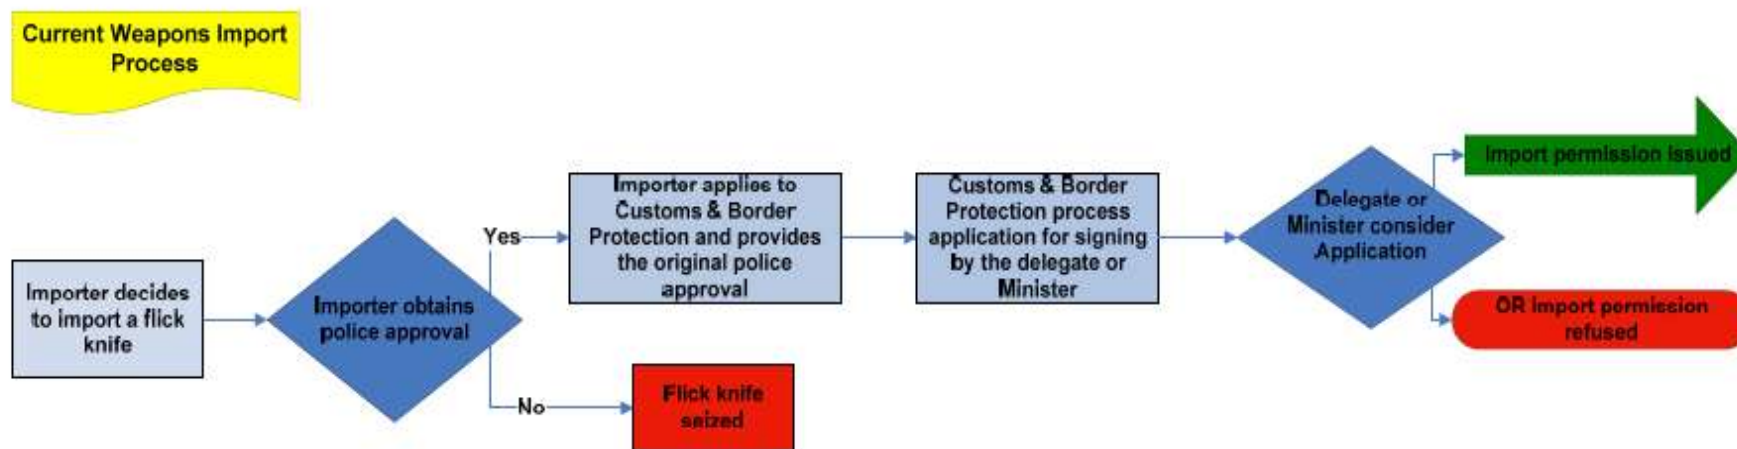 Current Weapons Import
Process
Importer decides
to import a flick
knife
Importer obtains
police approval
Yes
No
Flick knife
seized
Importer applies to
Customs & Border
Protection and provides
the original police
approval
Customs & Border
Protection process
application for signing
by the delegate or
Minister
Delegate or
Minister consider
Application
Import permission issued
OR import permission
refused